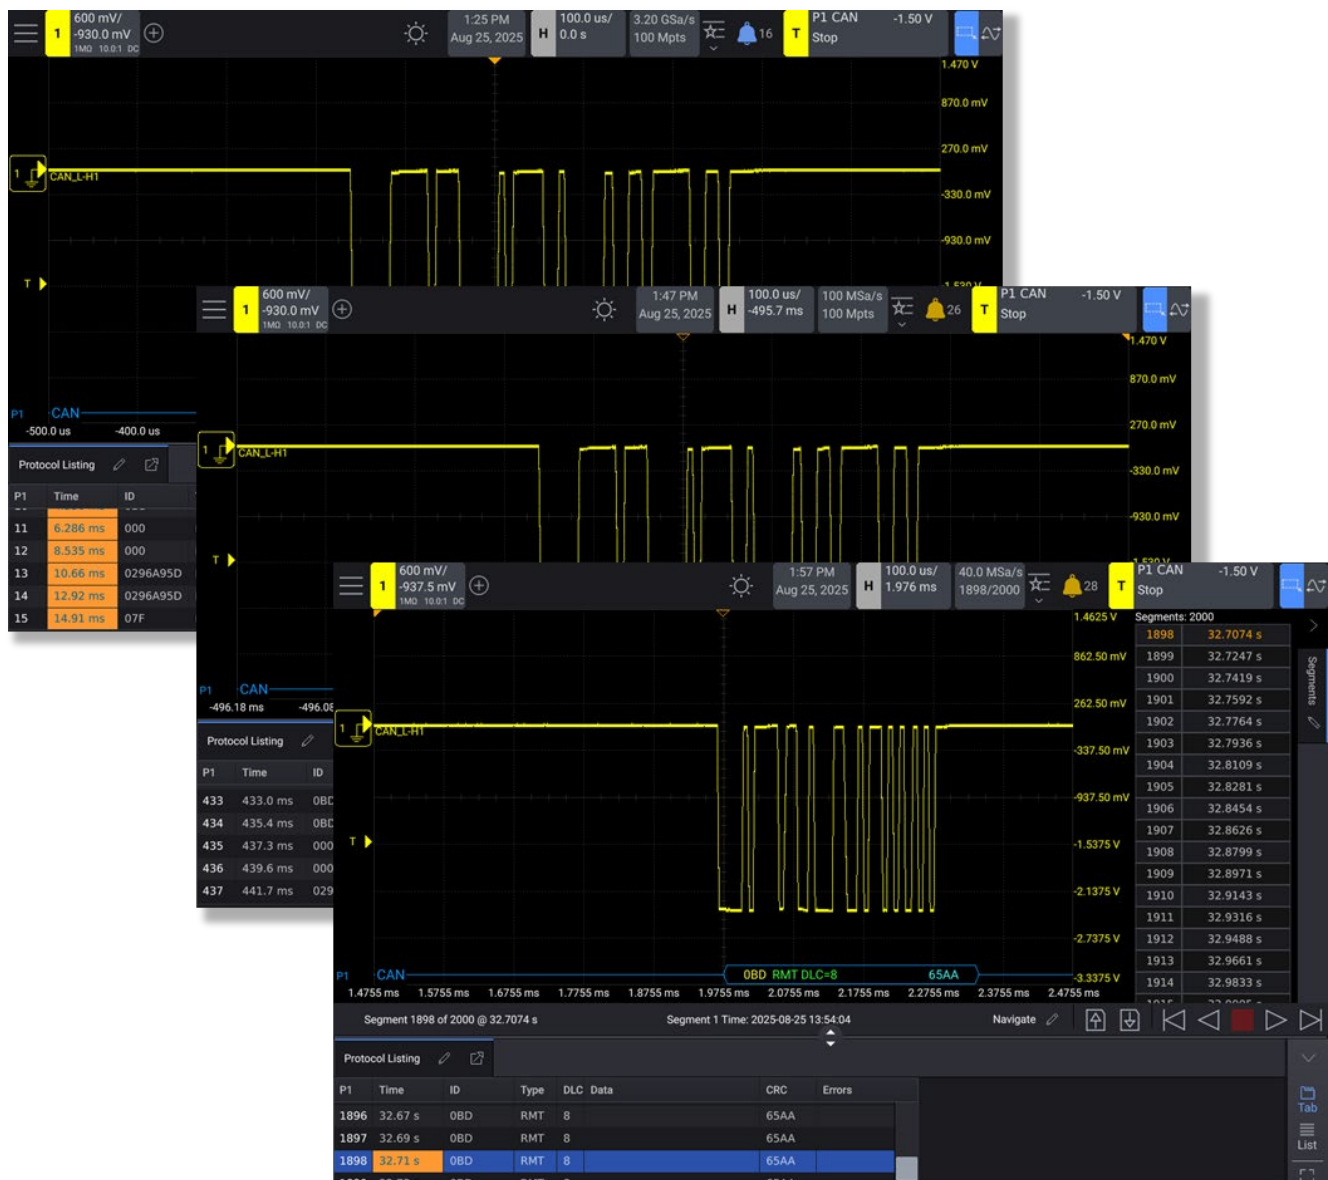 1
600 mV/
-930.0 mV
1MΩ 10.0:1 DC
1:25 PM
Aug 25, 2025
H
100.0 us/
0.0 s
3.20 GSa/s
100 Mpts
16
T
P1 CAN -1.50 V
Stop
1.470 V
870.0 mV
270.0 mV
-330.0 mV
-930.0 mV
1
CAN_L-H1
T
P1 CAN
-500.0 us -400.0 us
Protocol Listing
P1 Time ID
11 6.286 ms 000
12 8.535 ms 000
13 10.66 ms 0296A95D
14 12.92 ms 0296A95D
15 14.91 ms 07F
1
600 mV/
-930.0 mV
1MΩ 10.0:1 DC
1:47 PM
Aug 25, 2025
H
100.0 us/
-495.7 ms
100 MSa/s
100 Mpts
26
T
P1 CAN -1.50 V
Stop
1.470 V
870.0 mV
270.0 mV
-330.0 mV
-930.0 mV
1
CAN_L-H1
T
P1 CAN
-496.18 ms -496.08
Protocol Listing
P1 Time ID
433 433.0 ms 0BD
434 435.4 ms 0BD
435 437.3 ms 000
436 439.6 ms 000
437 441.7 ms 029
1
600 mV/
-937.5 mV
1MΩ 10.0:1 DC
1:57 PM
Aug 25, 2025
H
100.0 us/
1.976 ms
40.0 MSa/s
1898/2000
28
T
P1 CAN -1.50 V
Stop
1.4625 V
862.50 mV
262.50 mV
-337.50 mV
-937.50 mV
-1.5375 V
-2.1375 V
-2.7375 V
-3.3375 V
1
CAN_L-H1
T
Segments: 2000
1898 32.7074 s
1899 32.7247 s
1900 32.7419 s
1901 32.7592 s
1902 32.7764 s
1903 32.7936 s
1904 32.8109 s
1905 32.8281 s
1906 32.8454 s
1907 32.8626 s
1908 32.8799 s
1909 32.8971 s
1910 32.9143 s
1911 32.9316 s
1912 32.9488 s
1913 32.9661 s
1914 32.9833 s
Segments
P1 CAN 0BD RMT DLC=8 65AA
1.4755 ms 1.5755 ms 1.6755 ms 1.7755 ms 1.8755 ms 1.9755 ms 2.0755 ms 2.1755 ms 2.2755 ms 2.3755 ms 2.4755 ms
Segment 1898 of 2000 @ 32.7074 s Segment 1 Time: 2025-08-25 13:54:04 Navigate
Protocol Listing
P1 Time ID Type DLC Data CRC Errors
1896 32.67 s 0BD RMT 8 65AA
1897 32.69 s 0BD RMT 8 65AA
1898 32.71 s 0BD RMT 8 65AA
Tab
List